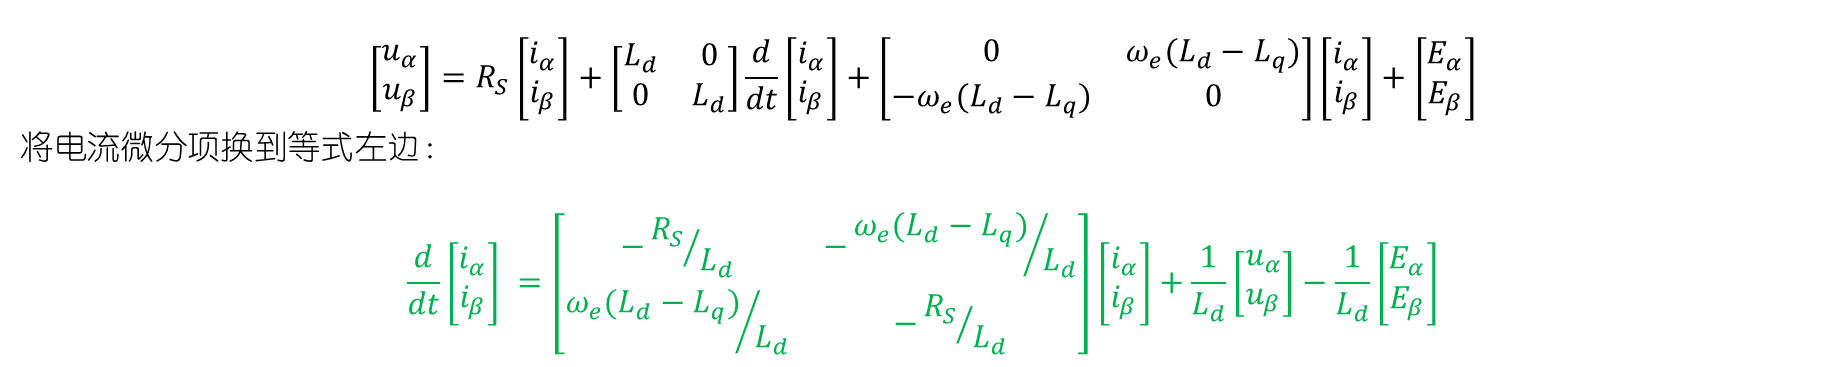 [u_α; u_β] = R_S [i_α; i_β] + [L_d 0; 0 L_d] d/dt [i_α; i_β] + [0 ω_e(L_d − L_q); −ω_e(L_d − L_q) 0] [i_α; i_β] + [E_α; E_β]
将电流微分项换到等式左边：
d/dt [i_α; i_β] = [−R_S/L_d −ω_e(L_d − L_q)/L_d; ω_e(L_d − L_q)/L_d −R_S/L_d] [i_α; i_β] + 1/L_d [u_α; u_β] − 1/L_d [E_α; E_β]